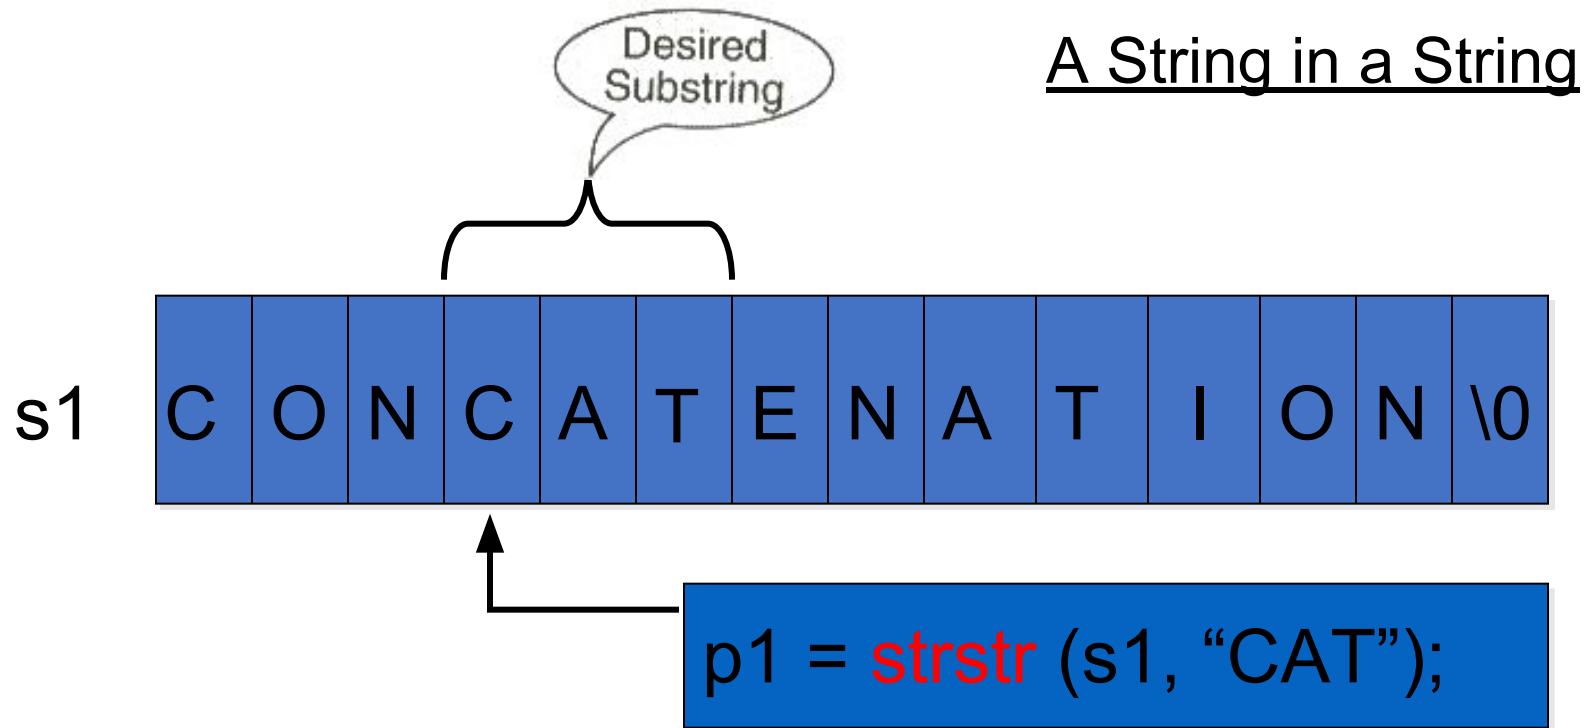 Desired
Substring
A String in a String
s1 C O N C A T E N A T I O N \0
p1 = strstr (s1, “CAT”);